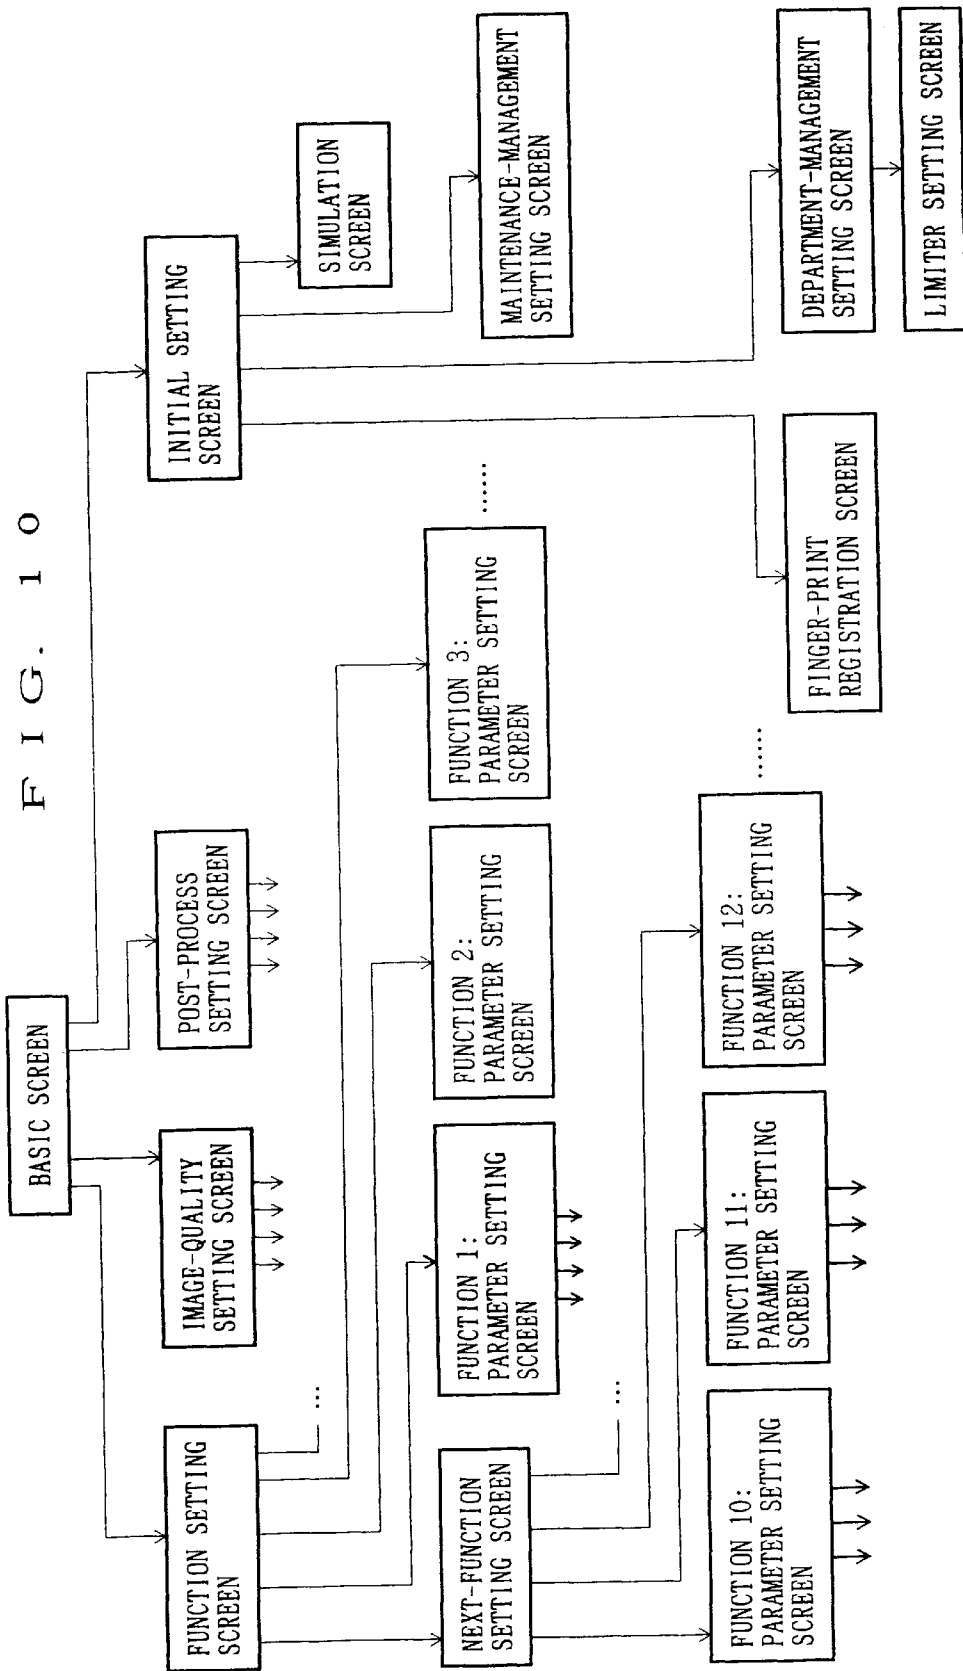 F I G. 1 0
BASIC SCREEN
FUNCTION SETTING
SCREEN
IMAGE-QUALITY
SETTING SCREEN
POST-PROCESS
SETTING SCREEN
INITIAL SETTING
SCREEN
SIMULATION
SCREEN
...
NEXT-FUNCTION
SETTING SCREEN
FUNCTION 1:
PARAMETER SETTING
SCREEN
FUNCTION 2:
PARAMETER SETTING
SCREEN
FUNCTION 3:
PARAMETER SETTING
SCREEN
......
MAINTENANCE-MANAGEMENT
SETTING SCREEN
...
FUNCTION 10:
PARAMETER SETTING
SCREEN
FUNCTION 11:
PARAMETER SETTING
SCREEN
FUNCTION 12:
PARAMETER SETTING
SCREEN
......
FINGER-PRINT
REGISTRATION SCREEN
DEPARTMENT-MANAGEMENT
SETTING SCREEN
LIMITER SETTING SCREEN